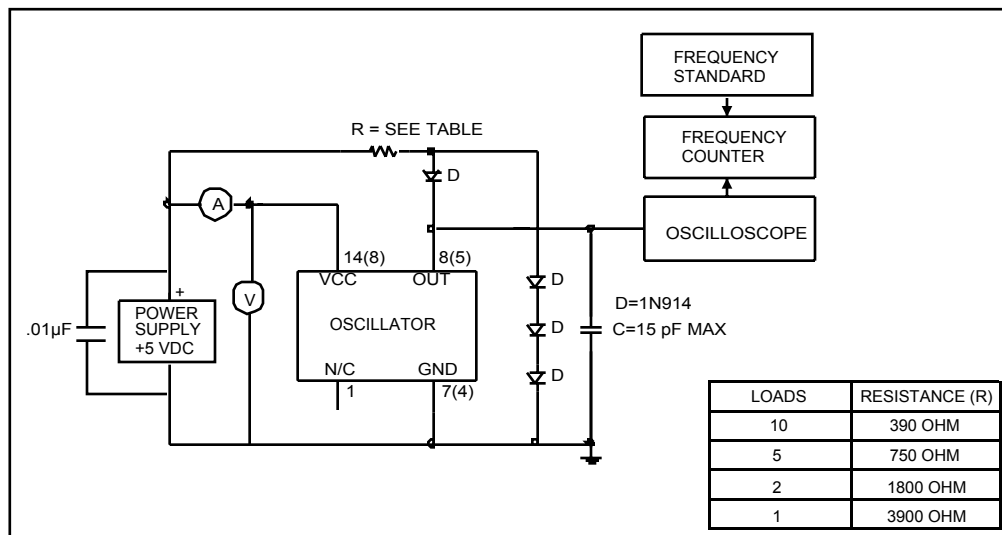 FREQUENCY
STANDARD
R = SEE TABLE
FREQUENCY
COUNTER
D
A
OSCILLOSCOPE
14(8)
8(5)
VCC
OUT
V
D
+
D=1N914
.01µF
POWER
SUPPLY
+5 VDC
OSCILLATOR
D
C=15 pF MAX
N/C
GND
D
1
7(4)
LOADS RESISTANCE (R)
10 390 OHM
5 750 OHM
2 1800 OHM
1 3900 OHM